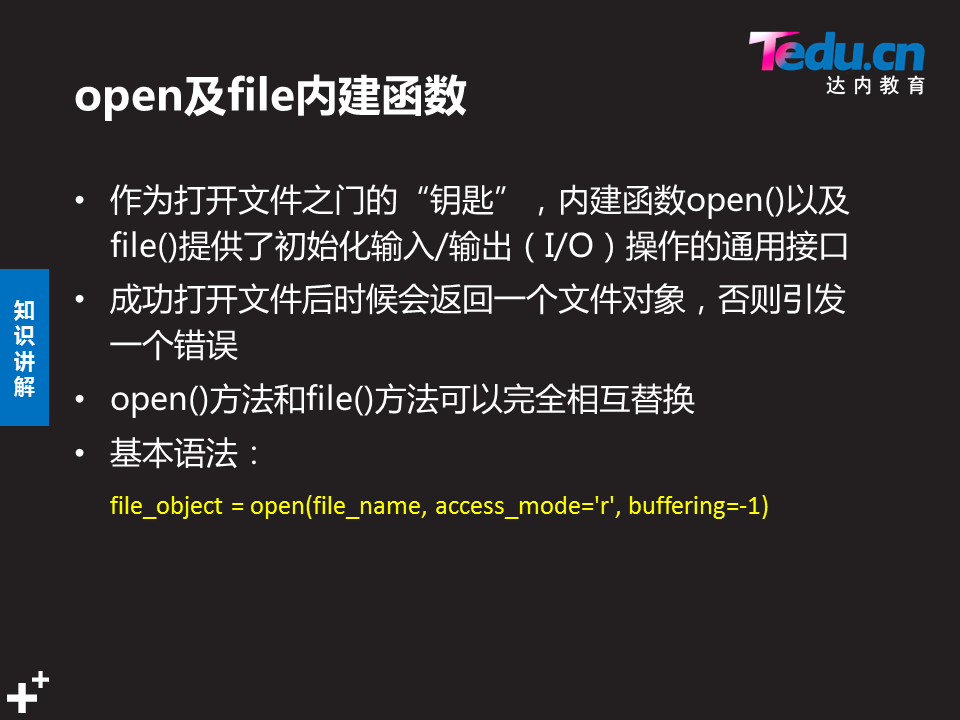 Tedu.cn
达内教育
open及file内建函数
• 作为打开文件之门的“钥匙”，内建函数open()以及
file()提供了初始化输入/输出（I/O）操作的通用接口
• 成功打开文件后时候会返回一个文件对象，否则引发
一个错误
• open()方法和file()方法可以完全相互替换
• 基本语法：
file_object = open(file_name, access_mode='r', buffering=-1)
知
识
讲
解